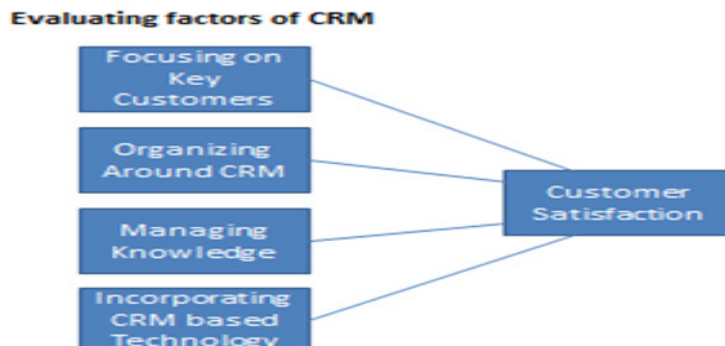 Evaluating factors of CRM
Focusing on
Key
Customers
Organizing
Around CRM
Managing
Knowledge
Incorporating
CRM based
Technology
Customer
Satisfaction